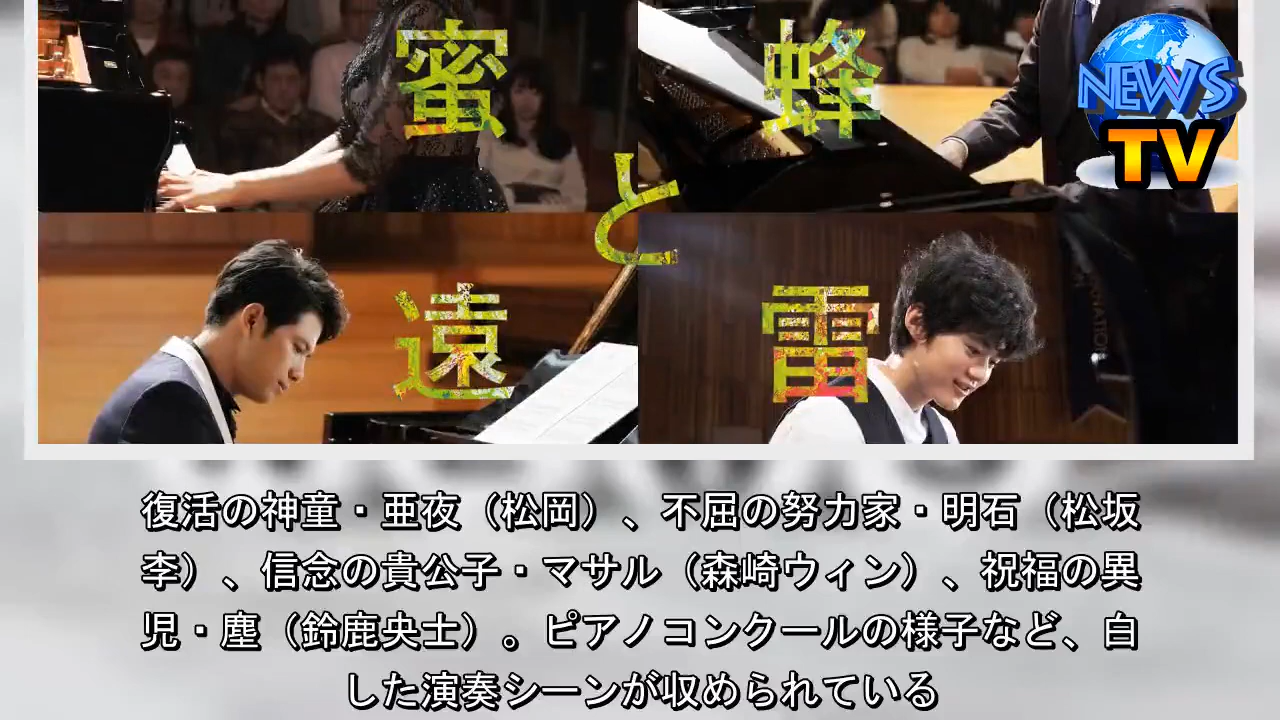 蜜蜂
と
遠雷
NEWS
TV
復活の神童・亜夜（松岡）、不屈の努力家・明石（松坂
李）、信念の貴公子・マサル（森崎ウィン）、祝福の異
児・塵（鈴鹿央士）。ピアノコンクールの様子など、白
した演奏シーンが収められている